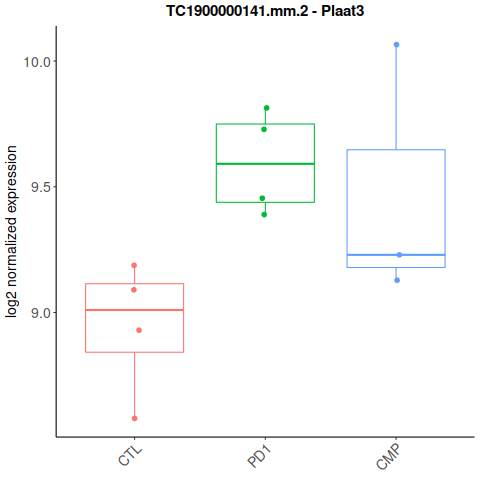 TC1900000141.mm.2 - Plaat3
log2 normalized expression
10.0
9.5
9.0
CTL
PD1
CMP